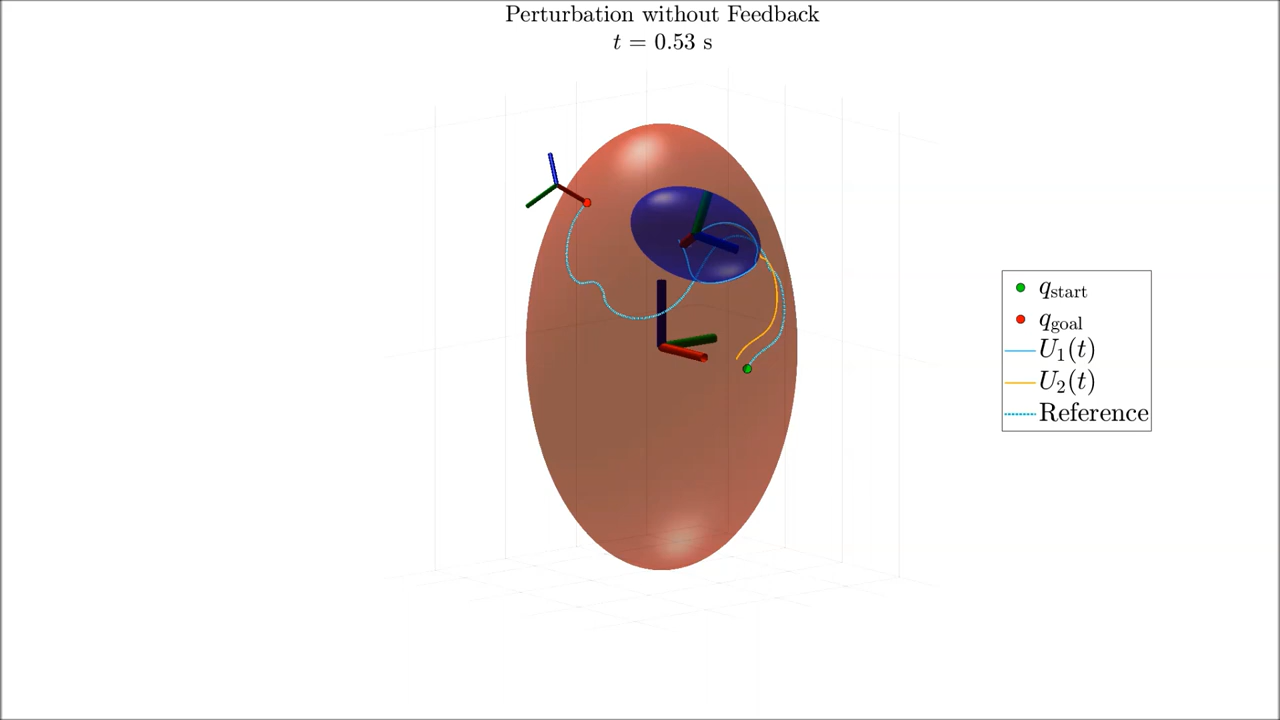 Perturbation without Feedback
t = 0.53 s
q_start
q_goal
U_1(t)
U_2(t)
Reference